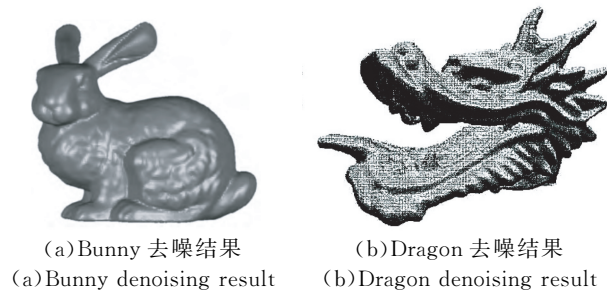 (a)Bunny 去噪结果
(a)Bunny denoising result
(b)Dragon 去噪结果
(b)Dragon denoising result